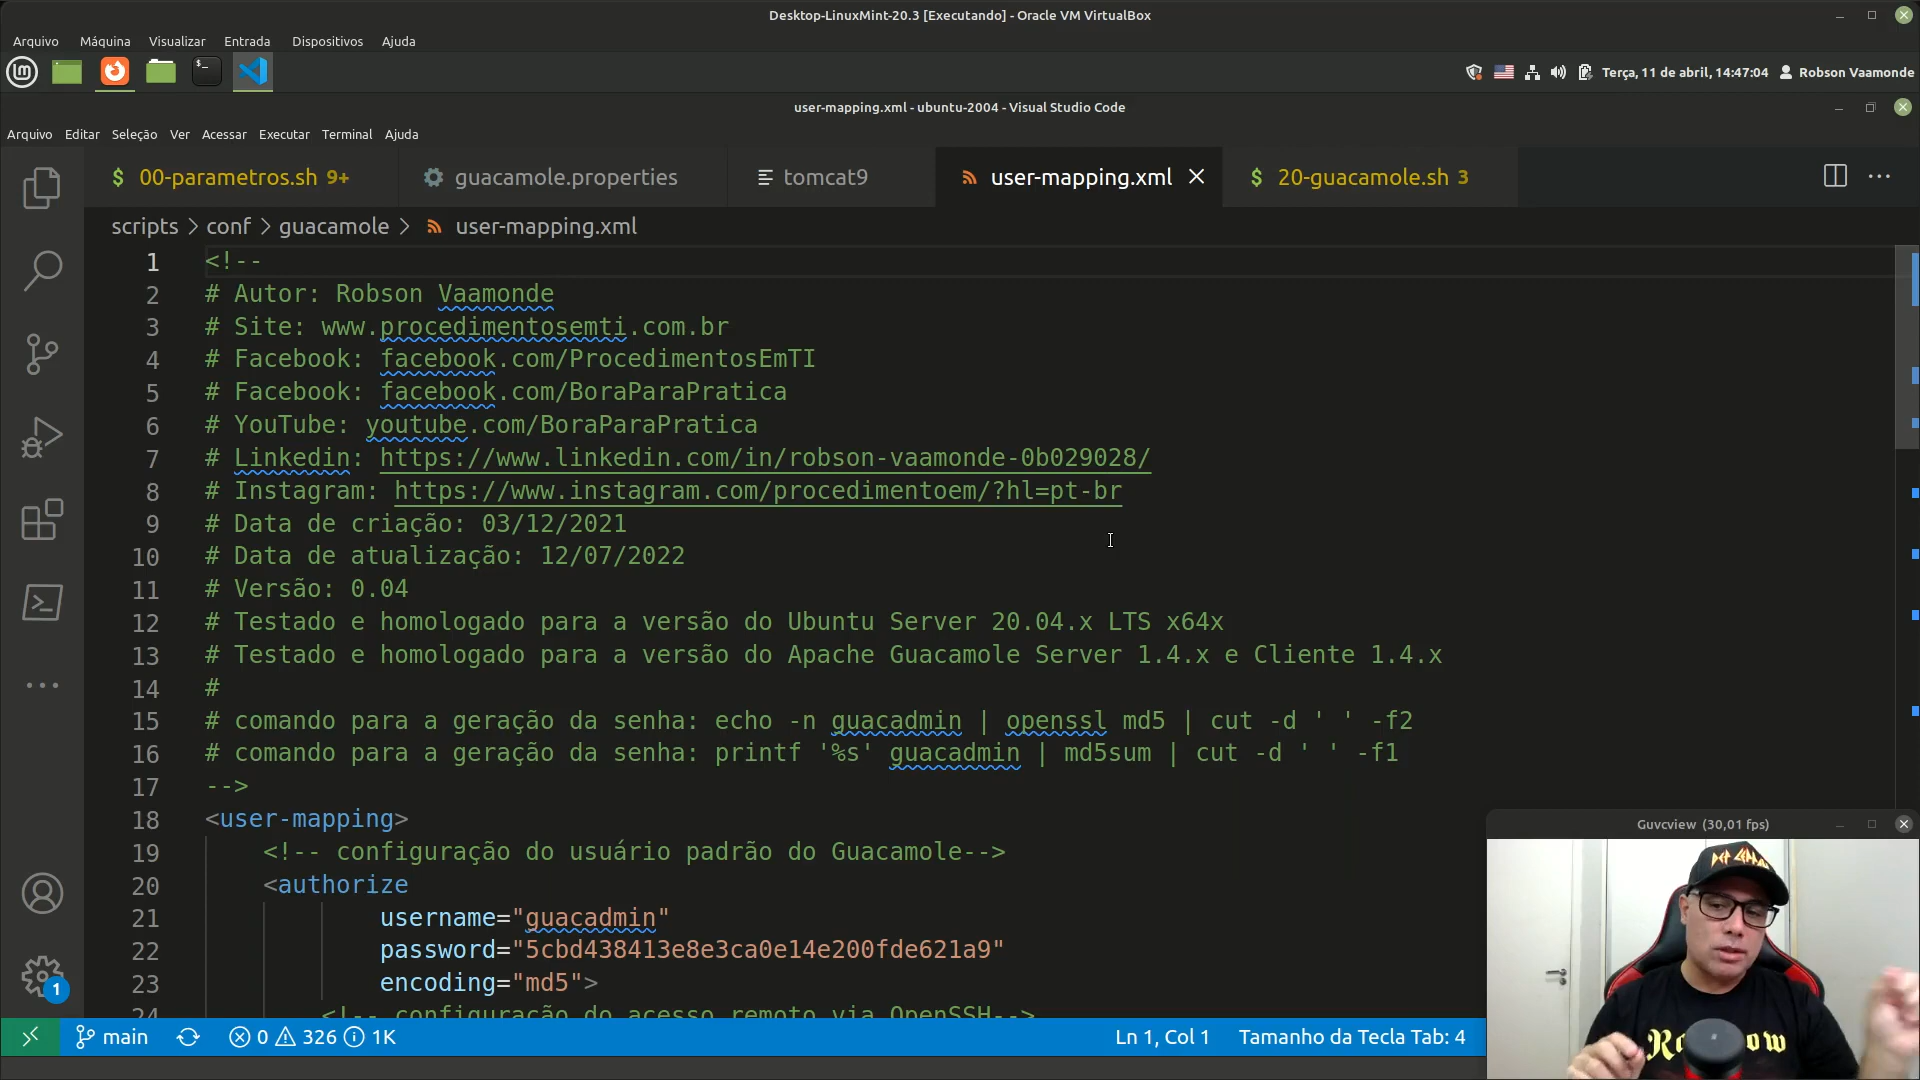 Desktop-LinuxMint-20.3 [Executando] - Oracle VM VirtualBox
Arquivo Máquina Visualizar Entrada Dispositivos Ajuda
Terça, 11 de abril, 14:47:04 Robson Vaamonde
user-mapping.xml - ubuntu-2004 - Visual Studio Code
Arquivo Editar Seleção Ver Acessar Executar Terminal Ajuda
$ 00-parametros.sh 9+ guacamole.properties tomcat9 user-mapping.xml $ 20-guacamole.sh 3
scripts > conf > guacamole > user-mapping.xml
1 <!--
2 # Autor: Robson Vaamonde
3 # Site: www.procedimentosemti.com.br
4 # Facebook: facebook.com/ProcedimentosEmTI
5 # Facebook: facebook.com/BoraParaPratica
6 # YouTube: youtube.com/BoraParaPratica
7 # Linkedin: https://www.linkedin.com/in/robson-vaamonde-0b029028/
8 # Instagram: https://www.instagram.com/procedimentoem/?hl=pt-br
9 # Data de criação: 03/12/2021
10 # Data de atualização: 12/07/2022
11 # Versão: 0.04
12 # Testado e homologado para a versão do Ubuntu Server 20.04.x LTS x64x
13 # Testado e homologado para a versão do Apache Guacamole Server 1.4.x e Cliente 1.4.x
14 #
15 # comando para a geração da senha: echo -n guacadmin | openssl md5 | cut -d ' ' -f2
16 # comando para a geração da senha: printf '%s' guacadmin | md5sum | cut -d ' ' -f1
17 -->
18 <user-mapping>
19 <!-- configuração do usuário padrão do Guacamole-->
20 <authorize
21 username="guacadmin"
22 password="5cbd438413e8e3ca0e14e200fde621a9"
23 encoding="md5">
24 <!-- configuração do acesso remoto via OpenSSH-->
1
main 0 326 1K Ln 1, Col 1 Tamanho da Tecla Tab: 4
Guvcview (30,01 fps)
DEF LEPPARD